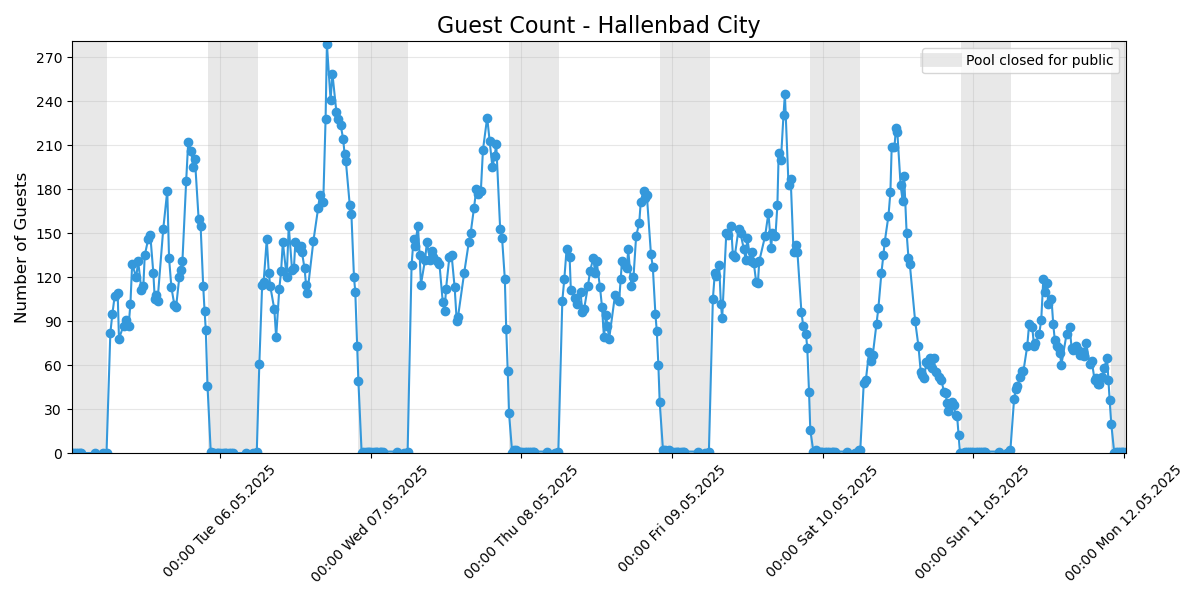 Guest Count - Hallenbad City
Pool closed for public
Number of Guests
270
240
210
180
150
120
90
60
30
0
00:00 Tue 06.05.2025
00:00 Wed 07.05.2025
00:00 Thu 08.05.2025
00:00 Fri 09.05.2025
00:00 Sat 10.05.2025
00:00 Sun 11.05.2025
00:00 Mon 12.05.2025